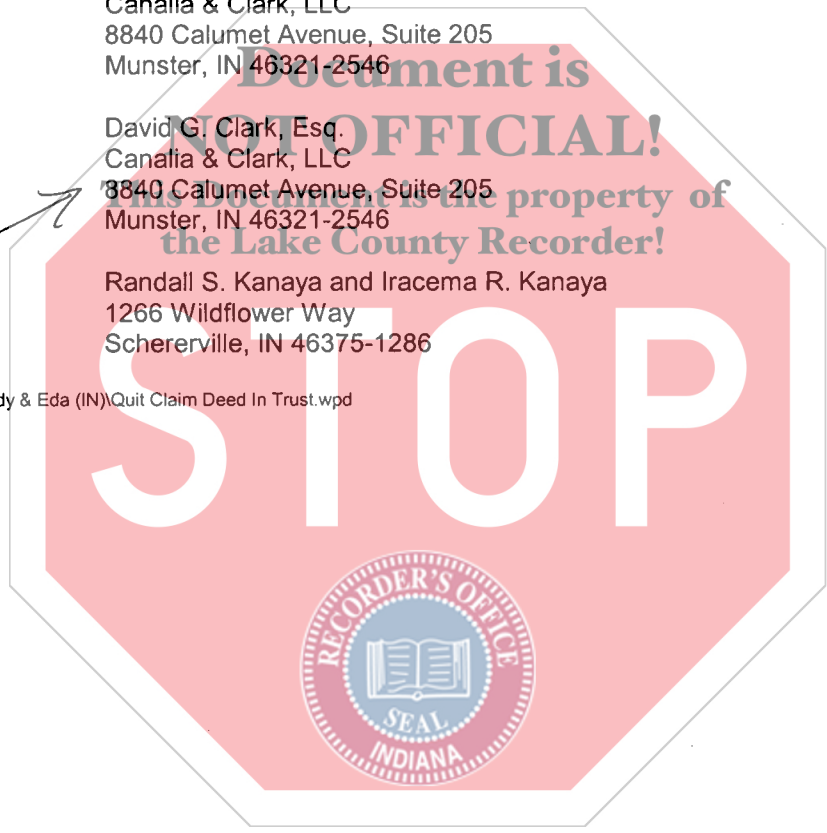 Canalia & Clark, LLC
8840 Calumet Avenue, Suite 205
Munster, IN 46321-2546
Document is
David G. Clark, Esq.
NOT OFFICIAL!
Canalia & Clark, LLC
8840 Calumet Avenue, Suite 205
This Document is the property of
Munster, IN 46321-2546
the Lake County Recorder!
Randall S. Kanaya and Iracema R. Kanaya
1266 Wildflower Way
Schererville, IN 46375-1286
STOP
dy & Eda (IN)\Quit Claim Deed In Trust.wpd
RECORDER'S OFFICE
SEAL
INDIANA